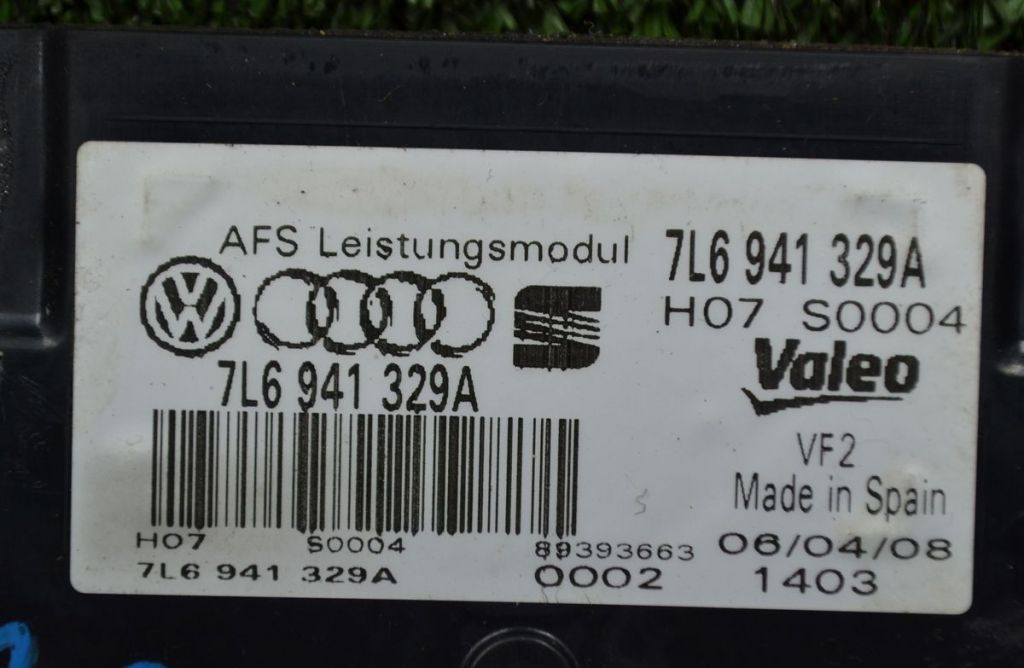 AFS Leistungsmodul
7L6 941 329A
H07 S0004
Valeo
7L6 941 329A
VF2
Made in Spain
H07 S0004 89393663
06/04/08
7L6 941 329A 0002
1403